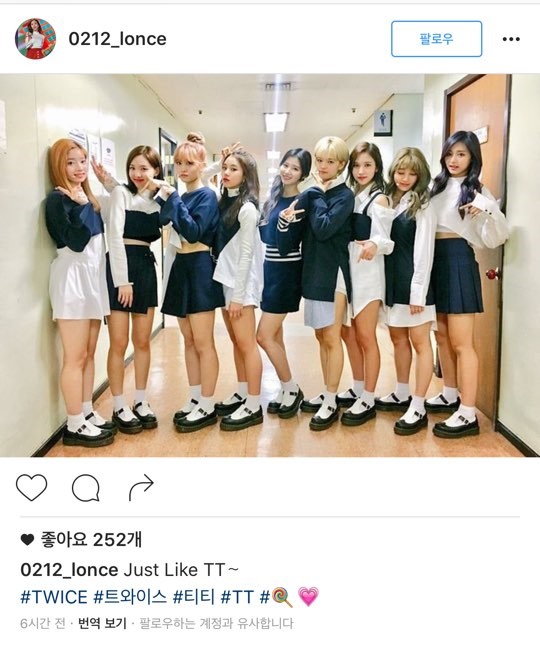 0212_lonce
팔로우
좋아요 252개
0212_lonce Just Like TT~
#TWICE #트와이스 #티티 #TT #🍭 💗
6시간 전 · 번역 보기 · 팔로우하는 계정과 유사합니다